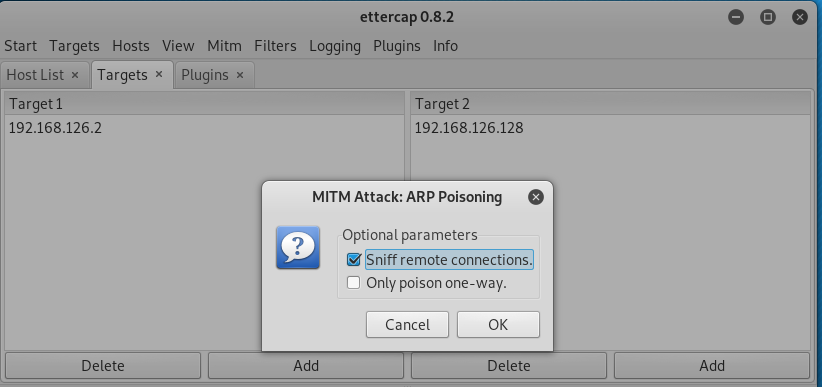 ettercap 0.8.2
Start Targets Hosts View Mitm Filters Logging Plugins Info
Host List × Targets × Plugins ×
Target 1 Target 2
192.168.126.2 192.168.126.128
MITM Attack: ARP Poisoning
Optional parameters
Sniff remote connections.
Only poison one-way.
Cancel OK
Delete Add Delete Add